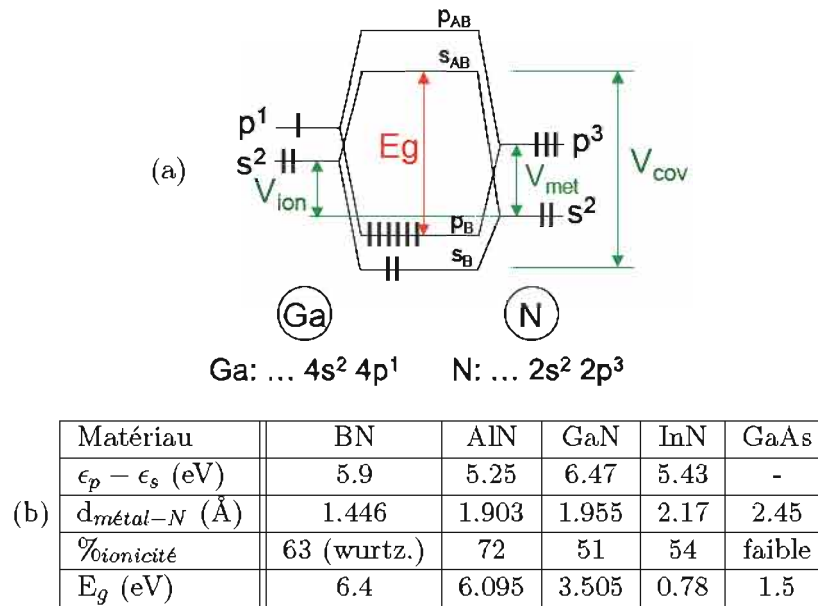 p_AB
s_AB
p¹
Eg
p³
(a)
s²
V_ion
V_met
V_cov
s²
p_B
s_B
Ga
N
Ga: ... 4s² 4p¹ N: ... 2s² 2p³
Matériau BN AlN GaN InN GaAs
ϵ_p − ϵ_s (eV) 5.9 5.25 6.47 5.43 -
(b) d_métal−N (Å) 1.446 1.903 1.955 2.17 2.45
%_ionicité 63 (wurtz.) 72 51 54 faible
E_g (eV) 6.4 6.095 3.505 0.78 1.5